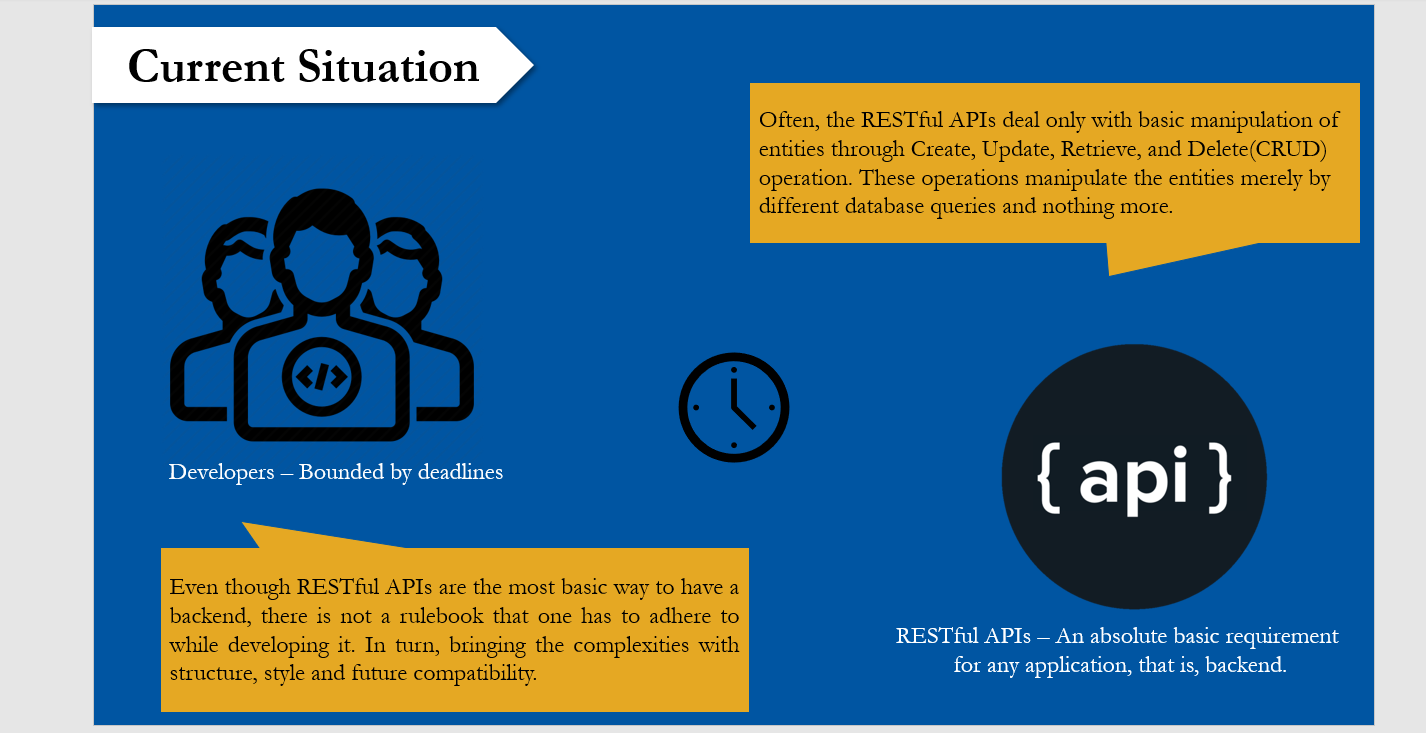 Current Situation
Often, the RESTful APIs deal only with basic manipulation of
entities through Create, Update, Retrieve, and Delete(CRUD)
operation. These operations manipulate the entities merely by
different database queries and nothing more.
</>
Developers – Bounded by deadlines
{ api }
Even though RESTful APIs are the most basic way to have a
backend, there is not a rulebook that one has to adhere to
while developing it. In turn, bringing the complexities with
structure, style and future compatibility.
RESTful APIs – An absolute basic requirement
for any application, that is, backend.